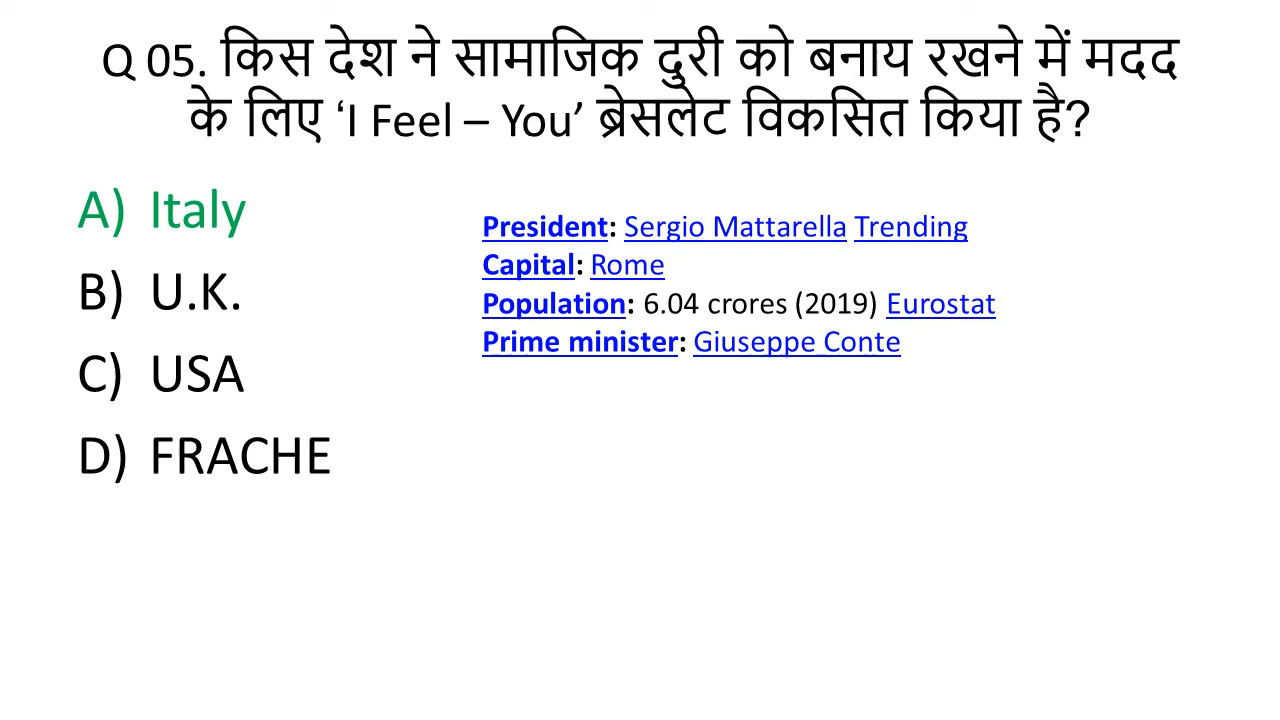 Q 05. किस देश ने सामाजिक दुरी को बनाय रखने में मदद
के लिए ‘I Feel – You’ ब्रेसलेट विकसित किया है?
A) Italy
B) U.K.
C) USA
D) FRACHE
President: Sergio Mattarella Trending
Capital: Rome
Population: 6.04 crores (2019) Eurostat
Prime minister: Giuseppe Conte